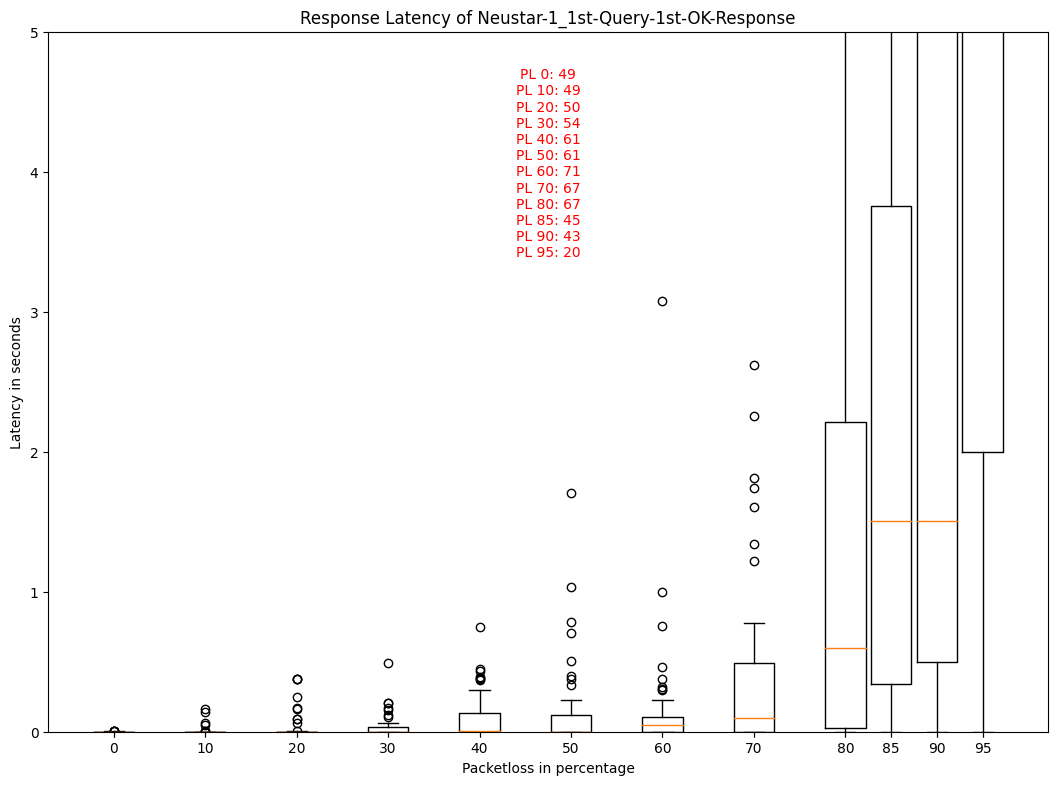 Response Latency of Neustar-1_1st-Query-1st-OK-Response
PL 0: 49
PL 10: 49
PL 20: 50
PL 30: 54
PL 40: 61
PL 50: 61
PL 60: 71
PL 70: 67
PL 80: 67
PL 85: 45
PL 90: 43
PL 95: 20
Latency in seconds
5
4
3
2
1
0
0 10 20 30 40 50 60 70 80 85 90 95
Packetloss in percentage